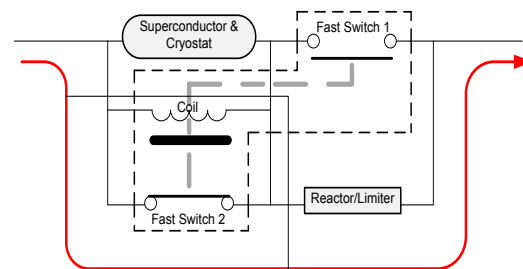 Superconductor &
Cryostat
Fast Switch 1
Coil
Reactor/Limiter
Fast Switch 2